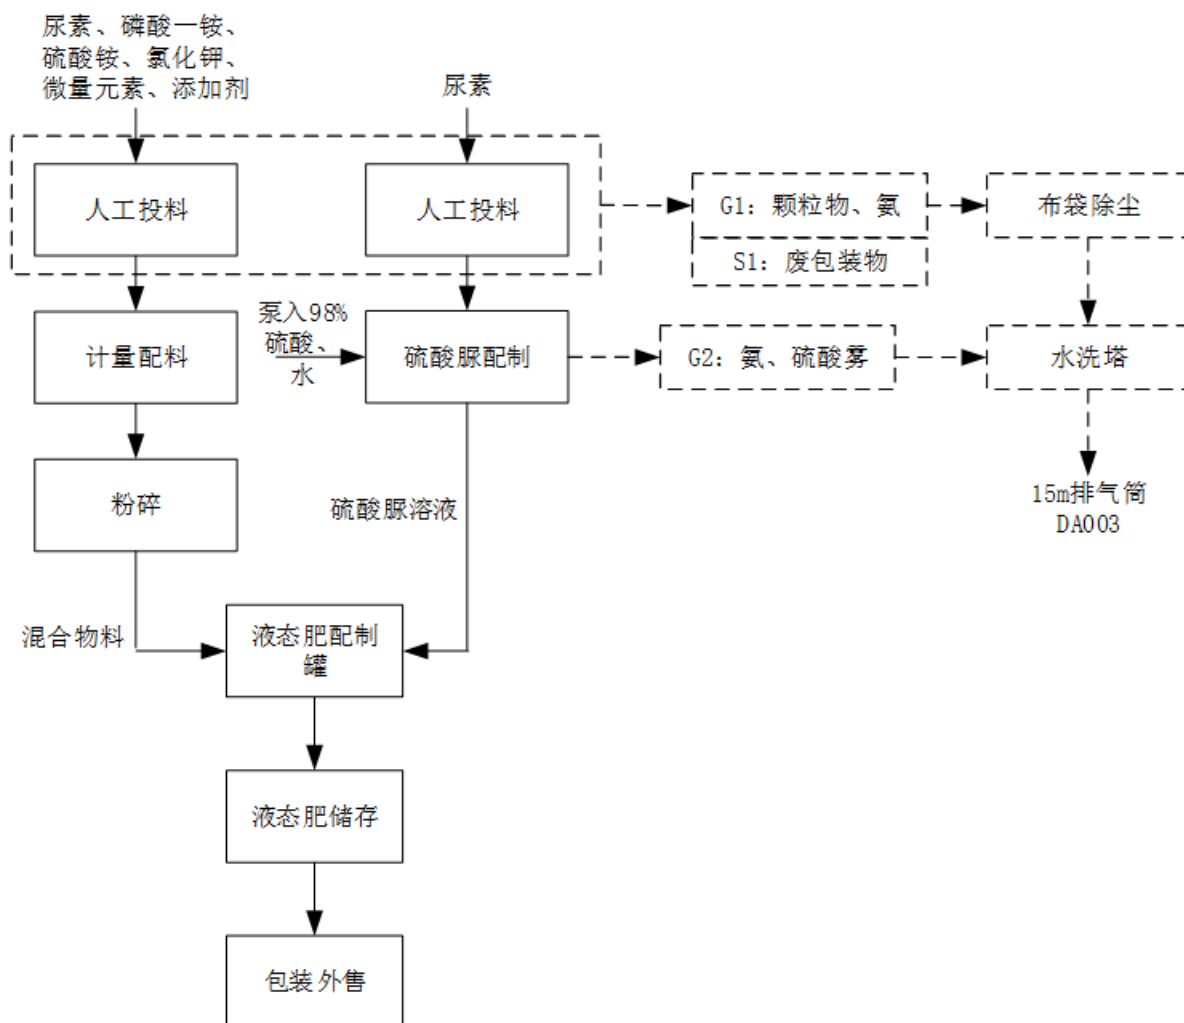 尿素、磷酸一铵、
硫酸铵、氯化钾、
微量元素、添加剂
尿素
人工投料
人工投料
G1：颗粒物、氨
布袋除尘
S1：废包装物
泵入98%
硫酸、
水
计量配料
硫酸脲配制
G2：氨、硫酸雾
水洗塔
粉碎
硫酸脲溶液
15m排气筒
DA003
混合物料
液态肥配制
罐
液态肥储存
包装外售